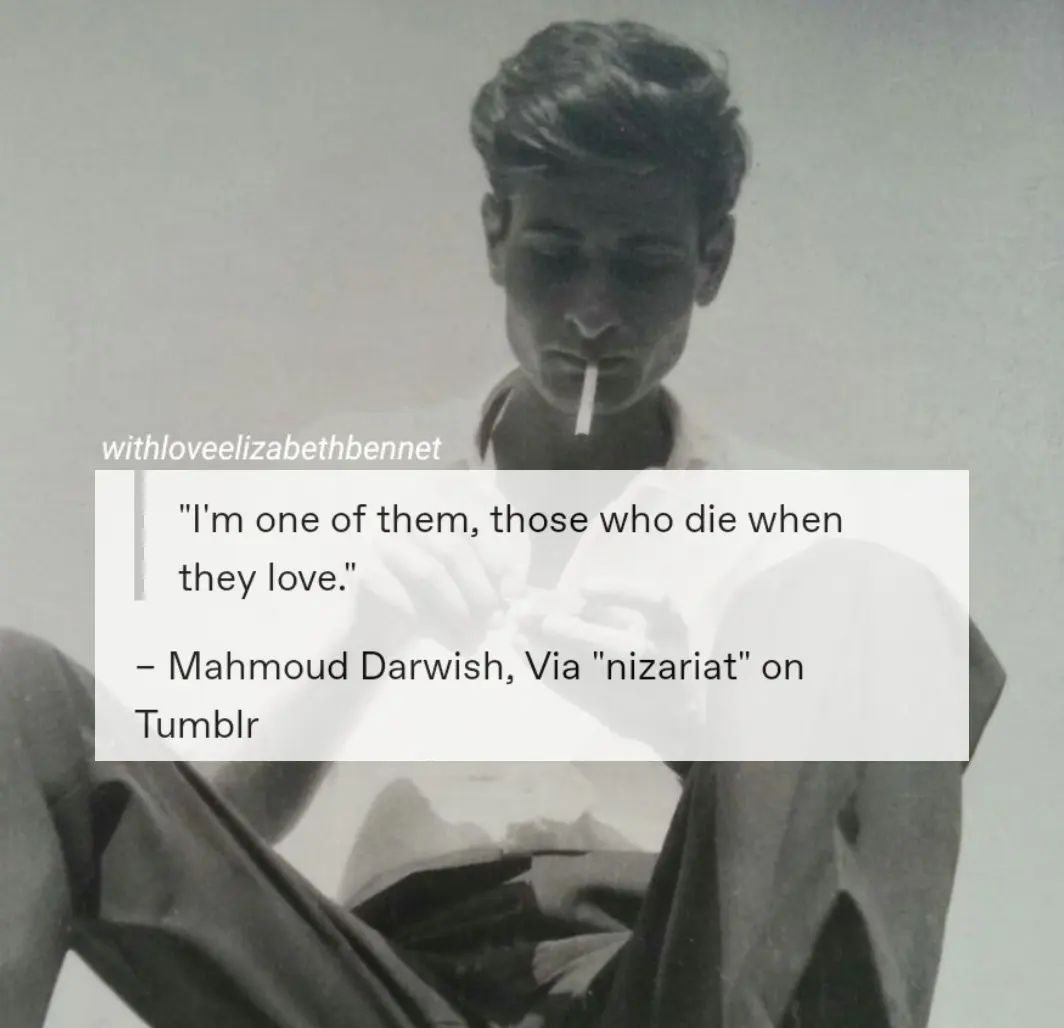 withloveelizabethbennet
"I'm one of them, those who die when
they love."
– Mahmoud Darwish, Via "nizariat" on
Tumblr